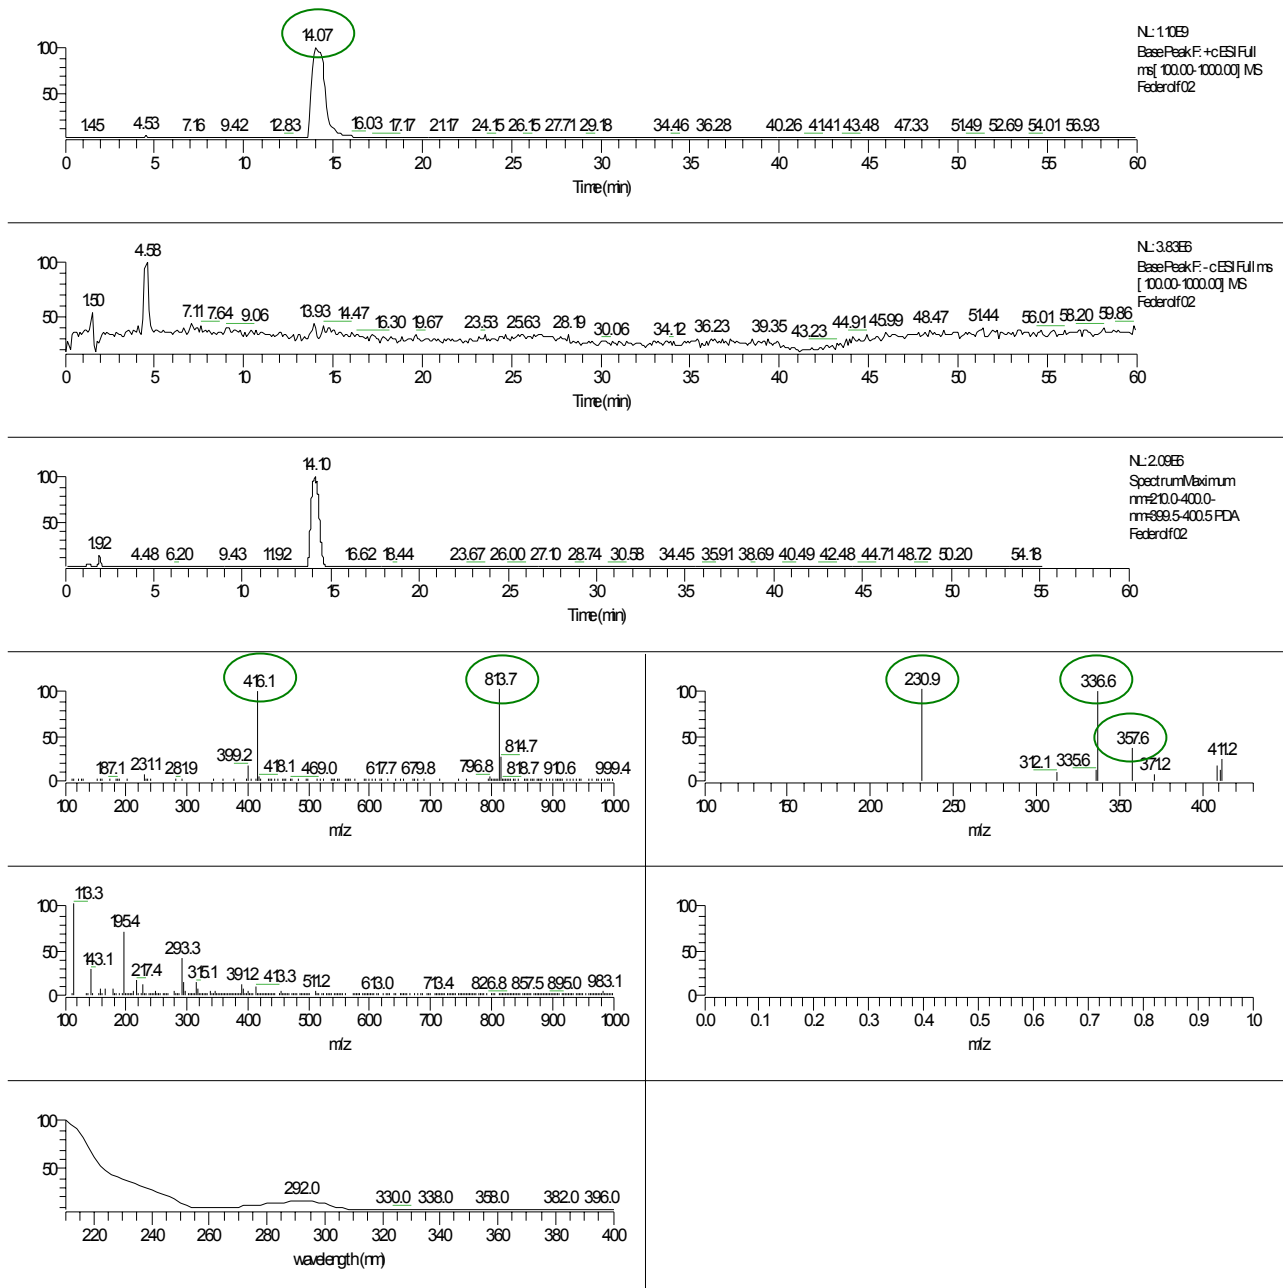 14.07
NL: 1.10E9
Base Peak F: + c ESI Full
ms [ 100.00-1000.00] MS
Federolf02
100
50
1.45 4.53 7.16 9.42 12.83 16.03 17.17 21.17 24.15 26.15 27.71 29.18 34.46 36.28 40.26 41.41 43.48 47.33 51.49 52.69 54.01 56.93
0 5 10 15 20 25 30 35 40 45 50 55 60
Time (min)
NL: 3.83E6
Base Peak F: - c ESI Full ms
[ 100.00-1000.00] MS
Federolf02
4.58
100
1.50 7.11 7.64 9.06 13.93 14.47 16.30 19.67 23.53 25.63 28.19 30.06 34.12 36.23 39.35 43.23 44.91 45.99 48.47 51.44 56.01 58.20 59.86
50
0 5 10 15 20 25 30 35 40 45 50 55 60
Time (min)
14.10
NL: 2.09E6
Spectrum Maximum
nm=210.0-400.0-
nm=399.5-400.5 PDA
Federolf02
100
50
1.92 4.48 6.20 9.43 11.92 16.62 18.44 23.67 26.00 27.10 28.74 30.58 34.45 35.91 38.69 40.49 42.48 44.71 48.72 50.20 54.18
0 5 10 15 20 25 30 35 40 45 50 55 60
Time (min)
416.1 813.7
100
50
0
187.1 231.1 281.9 399.2 418.1 469.0 617.7 679.8 796.8 814.7 818.7 910.6 999.4
100 200 300 400 500 600 700 800 900 1000
m/z
230.9 336.6
357.6
100
50
0
312.1 335.6 371.2 411.2
100 150 200 250 300 350 400
m/z
113.3
100
50
0
143.1 195.4 217.4 293.3 315.1 391.2 413.3 511.2 613.0 713.4 826.8 857.5 895.0 983.1
100 200 300 400 500 600 700 800 900 1000
m/z
100
50
0
0.0 0.1 0.2 0.3 0.4 0.5 0.6 0.7 0.8 0.9 1.0
m/z
100
50
292.0 330.0 338.0 358.0 382.0 396.0
220 240 260 280 300 320 340 360 380 400
wavelength (nm)